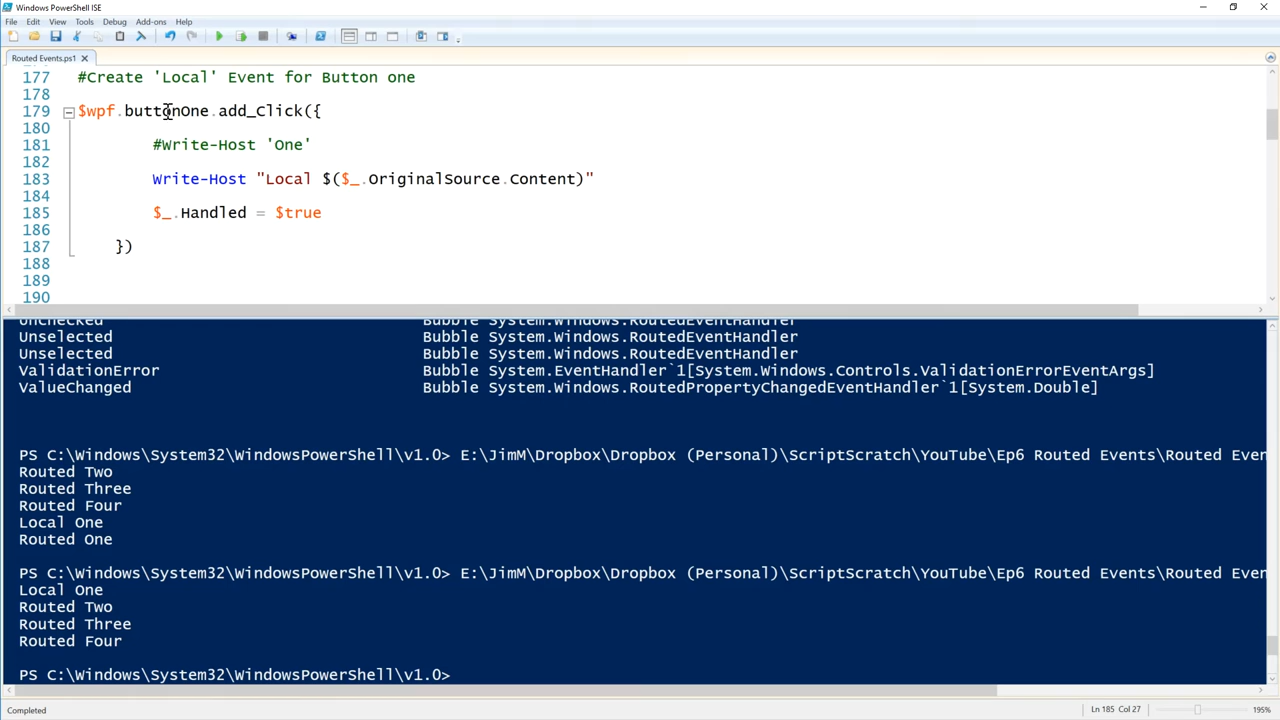 Windows PowerShell ISE
File Edit View Tools Debug Add-ons Help
Routed Events.ps1
177 #Create 'Local' Event for Button one
178
179 $wpf.buttonOne.add_Click({
180
181 #Write-Host 'One'
182
183 Write-Host "Local $($_.OriginalSource.Content)"
184
185 $_.Handled = $true
186
187 })
188
189
190
Unchecked Bubble System.Windows.RoutedEventHandler
Unselected Bubble System.Windows.RoutedEventHandler
Unselected Bubble System.Windows.RoutedEventHandler
ValidationError Bubble System.EventHandler`1[System.Windows.Controls.ValidationErrorEventArgs]
ValueChanged Bubble System.Windows.RoutedPropertyChangedEventHandler`1[System.Double]
PS C:\Windows\System32\WindowsPowerShell\v1.0> E:\JimM\Dropbox\Dropbox (Personal)\ScriptScratch\YouTube\Ep6 Routed Events\Routed Even
Routed Two
Routed Three
Routed Four
Local One
Routed One
PS C:\Windows\System32\WindowsPowerShell\v1.0> E:\JimM\Dropbox\Dropbox (Personal)\ScriptScratch\YouTube\Ep6 Routed Events\Routed Even
Local One
Routed Two
Routed Three
Routed Four
PS C:\Windows\System32\WindowsPowerShell\v1.0>
Completed Ln 185 Col 27 195%